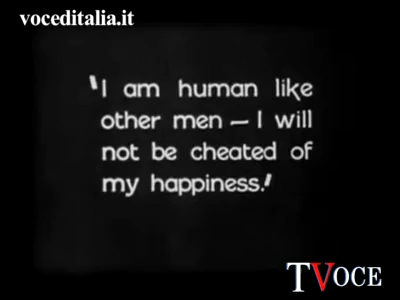 voceditalia.it
'I am human like
other men – I will
not be cheated of
my happiness.'
TVOCE